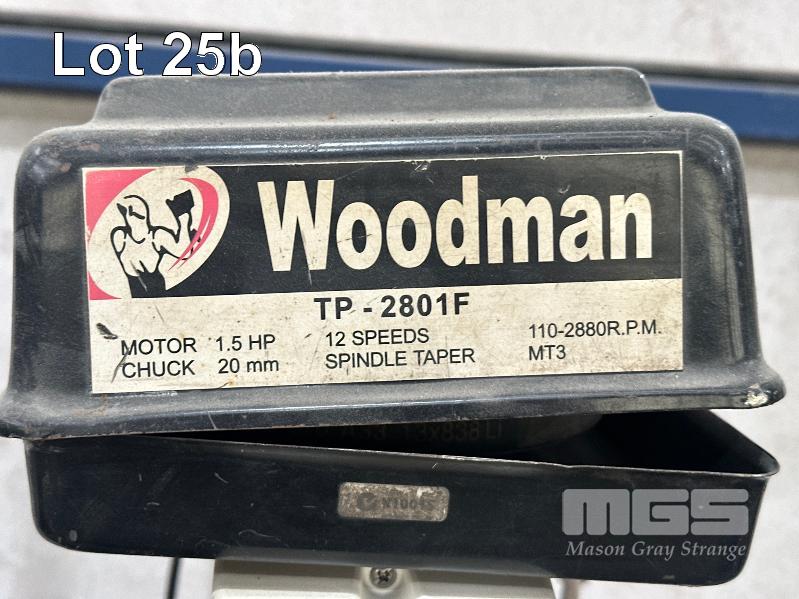 Lot 25b
Woodman
TP - 2801F
MOTOR 1.5 HP 12 SPEEDS 110-2880R.P.M.
CHUCK 20 mm SPINDLE TAPER MT3
MGS
Mason Gray Strange